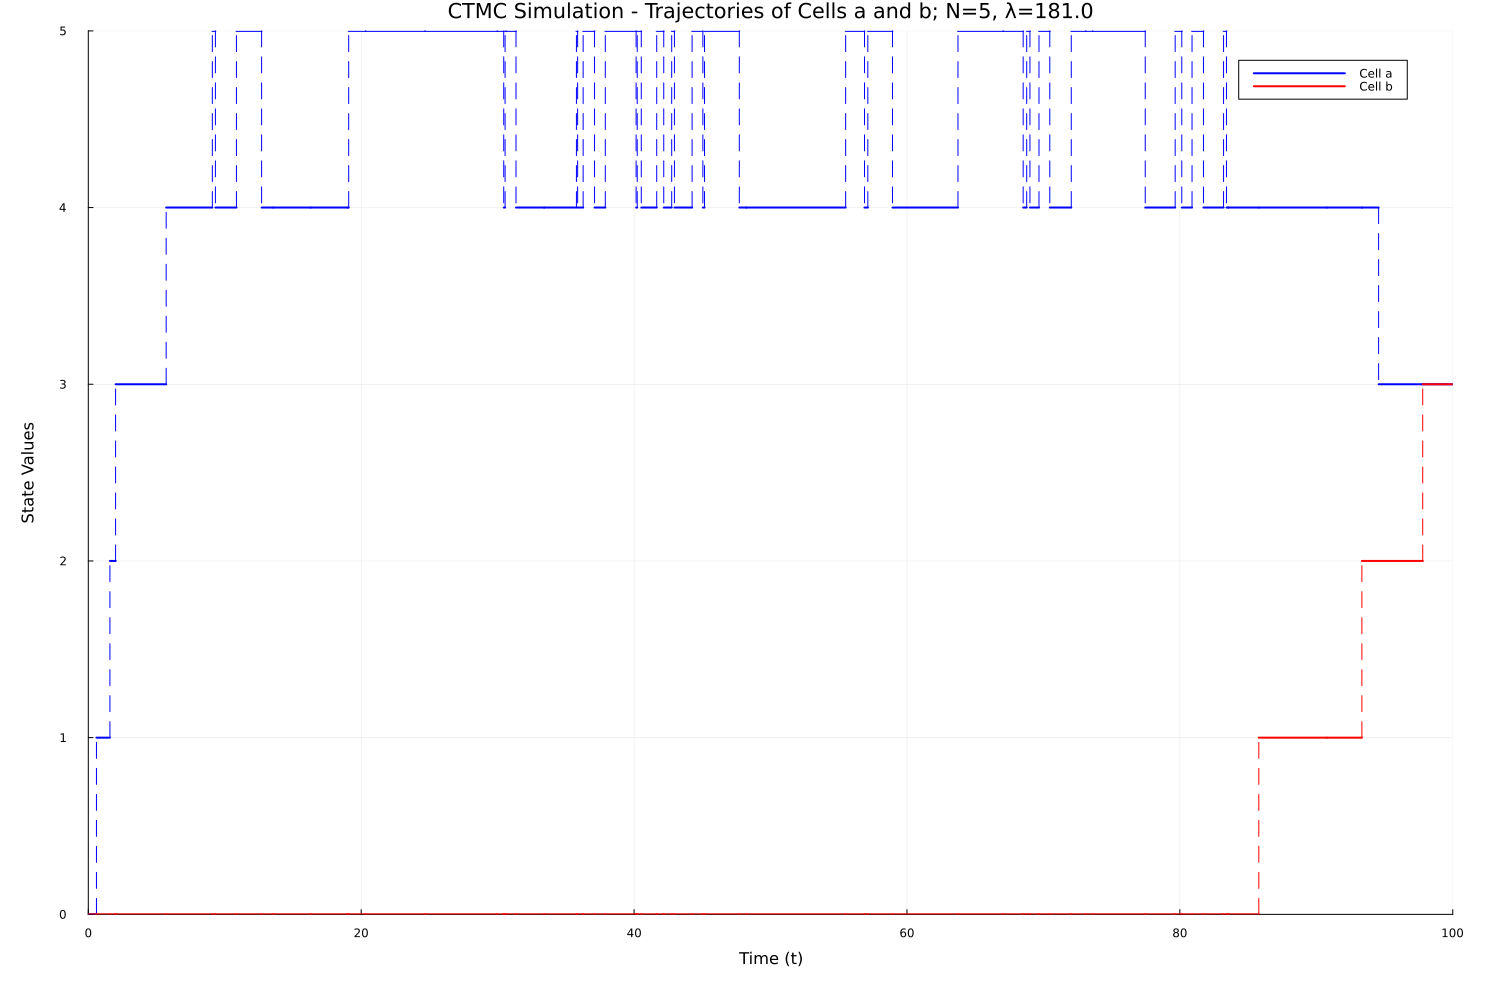 CTMC Simulation - Trajectories of Cells a and b; N=5, λ=181.0
Cell a
Cell b
5
4
3
2
1
0
State Values
0 20 40 60 80 100
Time (t)